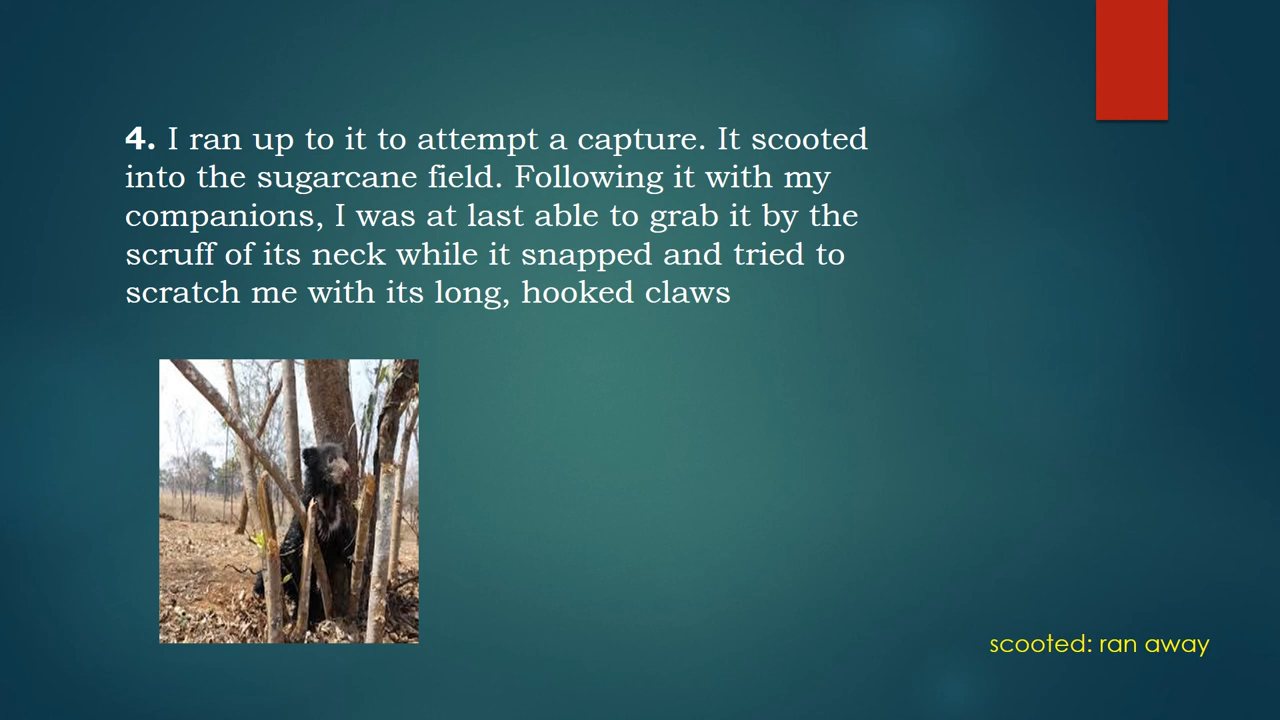 4. I ran up to it to attempt a capture. It scooted
into the sugarcane field. Following it with my
companions, I was at last able to grab it by the
scruff of its neck while it snapped and tried to
scratch me with its long, hooked claws
scooted: ran away